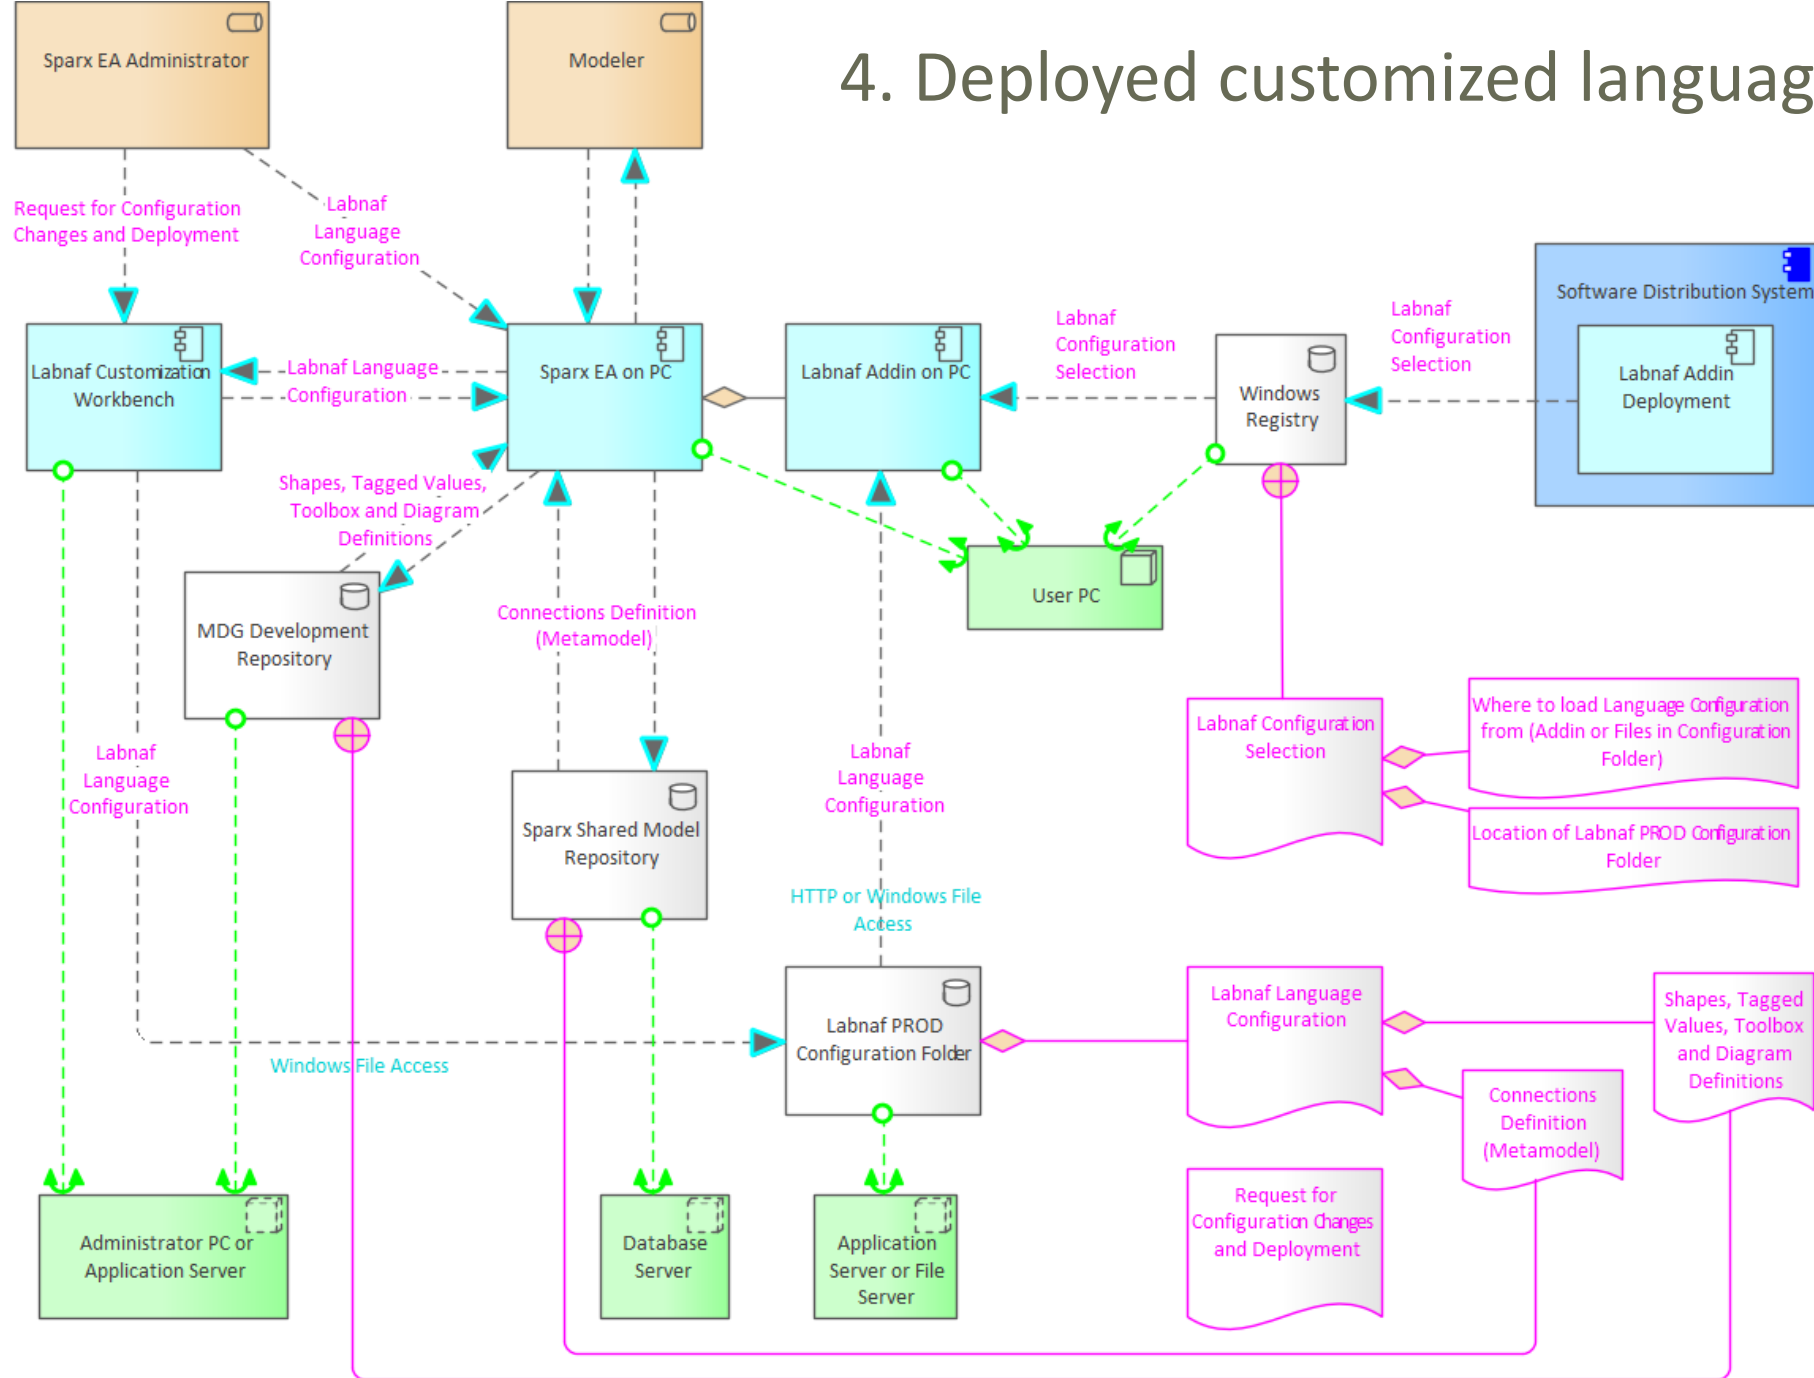 4. Deployed customized languag
Sparx EA Administrator
Modeler
Request for Configuration
Changes and Deployment
Labnaf
Language
Configuration
Software Distribution System
Labnaf Addin
Deployment
Labnaf
Configuration
Selection
Labnaf
Configuration
Selection
Labnaf Customization
Workbench
Labnaf Language
Configuration
Sparx EA on PC
Labnaf Addin on PC
Windows
Registry
Shapes, Tagged Values,
Toolbox and Diagram
Definitions
User PC
MDG Development
Repository
Connections Definition
(Metamodel)
Labnaf
Language
Configuration
Labnaf
Language
Configuration
Labnaf Configuration
Selection
Where to load Language Configuration
from (Addin or Files in Configuration
Folder)
Location of Labnaf PROD Configuration
Folder
Sparx Shared Model
Repository
HTTP or Windows File
Access
Windows File Access
Labnaf PROD
Configuration Folder
Labnaf Language
Configuration
Shapes, Tagged
Values, Toolbox
and Diagram
Definitions
Connections
Definition
(Metamodel)
Request for
Configuration Changes
and Deployment
Administrator PC or
Application Server
Database
Server
Application
Server or File
Server